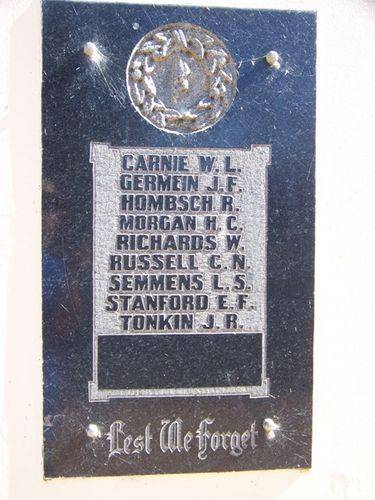 CARNIE W. L.
GERMEIN J. F.
HOMBSCH R.
MORGAN H. C.
RICHARDS W.
RUSSELL C. N.
SEMMENS L. S.
STANFORD E. F.
TONKIN J. R.
Lest We Forget